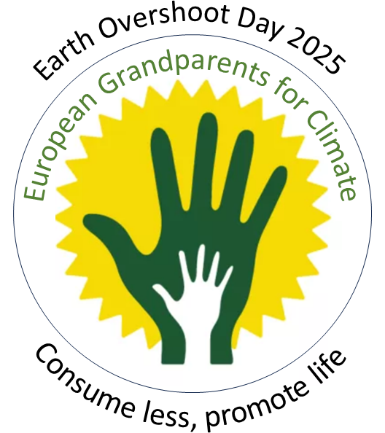 Earth Overshoot Day 2025
European Grandparents for Climate
Consume less, promote life